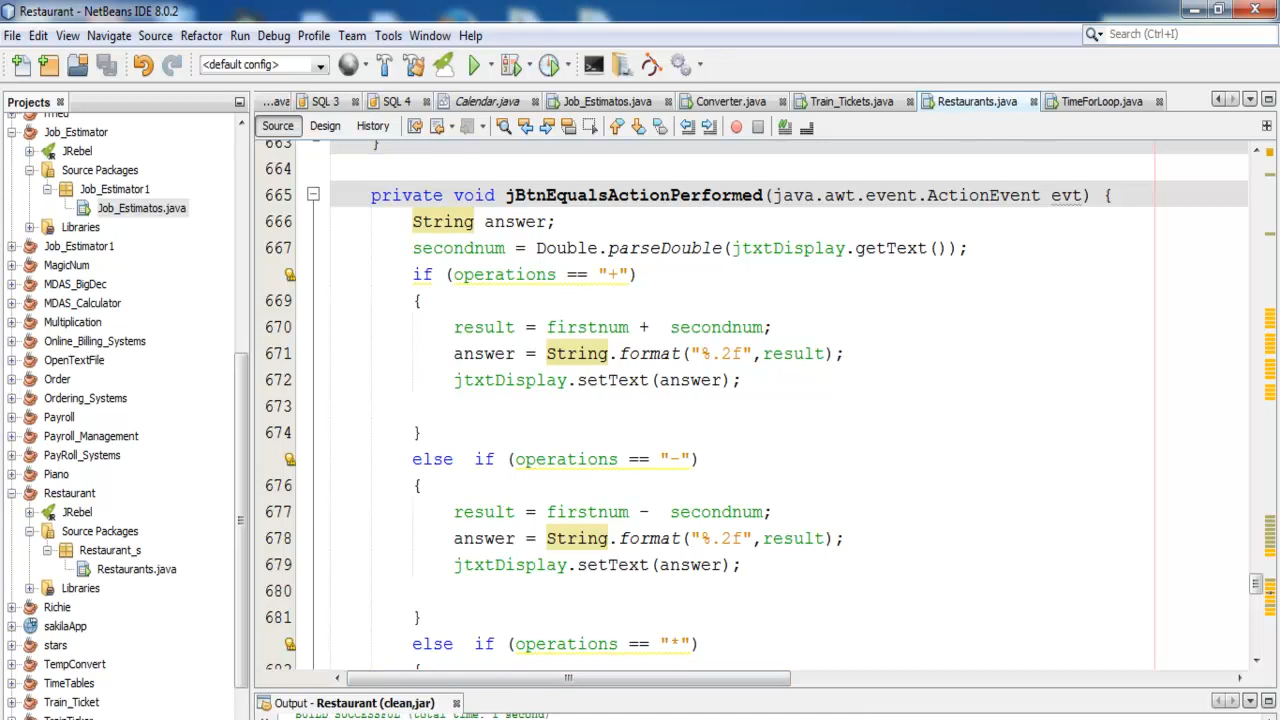 Restaurant - NetBeans IDE 8.0.2
File Edit View Navigate Source Refactor Run Debug Profile Team Tools Window Help
Search (Ctrl+I)
<default config>
Projects
...ava SQL 3 SQL 4 Calendar.java Job_Estimatos.java Converter.java Train_Tickets.java Restaurants.java TimeForLoop.java
Source Design History
Job_Estimator
JRebel
Source Packages
Job_Estimator1
Job_Estimatos.java
Libraries
Job_Estimator1
MagicNum
MDAS_BigDec
MDAS_Calculator
Multiplication
Online_Billing_Systems
OpenTextFile
Order
Ordering_Systems
Payroll
Payroll_Management
PayRoll_Systems
Piano
Restaurant
JRebel
Source Packages
Restaurant_s
Restaurants.java
Libraries
Richie
sakilaApp
stars
TempConvert
TimeTables
Train_Ticket
663 }
664
665 private void jBtnEqualsActionPerformed(java.awt.event.ActionEvent evt) {
666 String answer;
667 secondnum = Double.parseDouble(jtxtDisplay.getText());
if (operations == "+")
669 {
670 result = firstnum + secondnum;
671 answer = String.format("%.2f",result);
672 jtxtDisplay.setText(answer);
673
674 }
else if (operations == "-")
676 {
677 result = firstnum - secondnum;
678 answer = String.format("%.2f",result);
679 jtxtDisplay.setText(answer);
680
681 }
else if (operations == "*")
{
Output - Restaurant (clean,jar)
BUILD SUCCESSFUL (total time: 1 second)